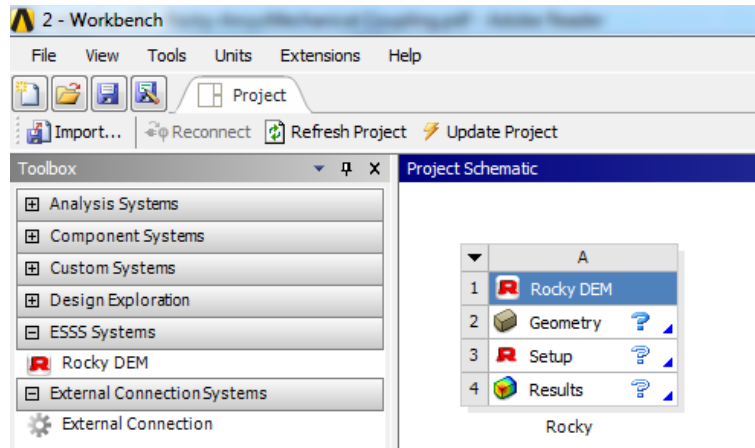 2 - Workbench
File View Tools Units Extensions Help
Project
Import... Reconnect Refresh Project Update Project
Toolbox
Project Schematic
Analysis Systems
Component Systems
Custom Systems
Design Exploration
ESSS Systems
R Rocky DEM
External Connection Systems
External Connection
A
1 R Rocky DEM
2 Geometry ?
3 R Setup ?
4 Results ?
Rocky